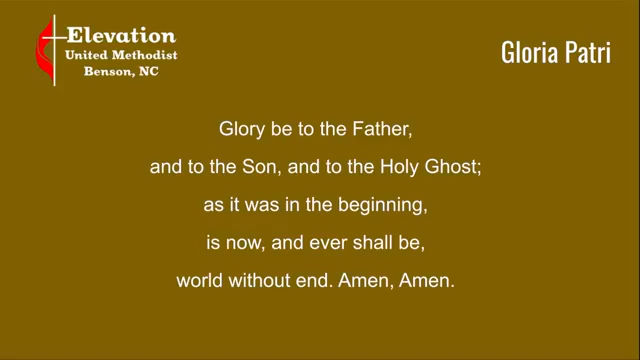 Elevation
United Methodist
Benson, NC
Gloria Patri
Glory be to the Father,
and to the Son, and to the Holy Ghost;
as it was in the beginning,
is now, and ever shall be,
world without end. Amen, Amen.